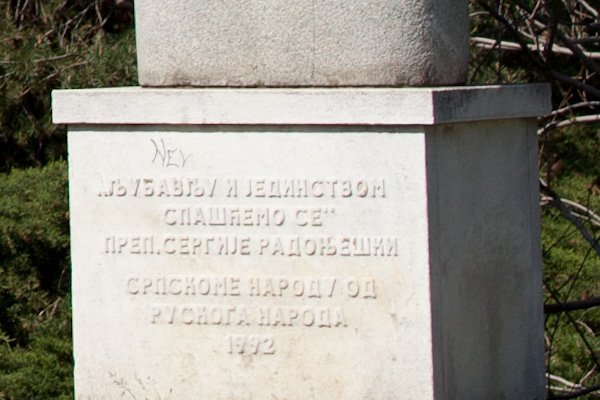 Nev
„ЉУБАВЉУ И ЈЕДИНСТВОМ
СПАШЋЕМО СЕ“
ПРЕП. СЕРГИЈЕ РАДОЊЕШКИ
СРПСКОМЕ НАРОДУ ОД
РУСКОГА НАРОДА
1992